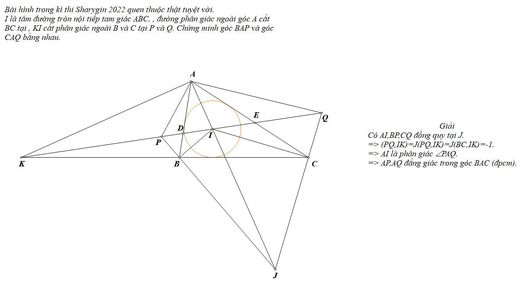 Bài hình trong kì thi Sharygin 2022 quen thuộc thật tuyệt vời.
I là tâm đường tròn nội tiếp tam giác ABC, , đường phân giác ngoài góc A cắt
BC tại , KI cắt phân giác ngoài B và C tại P và Q. Chứng minh góc BAP và góc
CAQ bằng nhau.
A
Q
E
D
I
P
K
B
C
J
Giải
Có AI,BP,CQ đồng quy tại J.
=> (PQ,IK)=J(PQ,IK)=J(BC,IK)=-1.
=> AI là phân giác ∠PAQ.
=> AP,AQ đẳng giác trong góc BAC (đpcm).